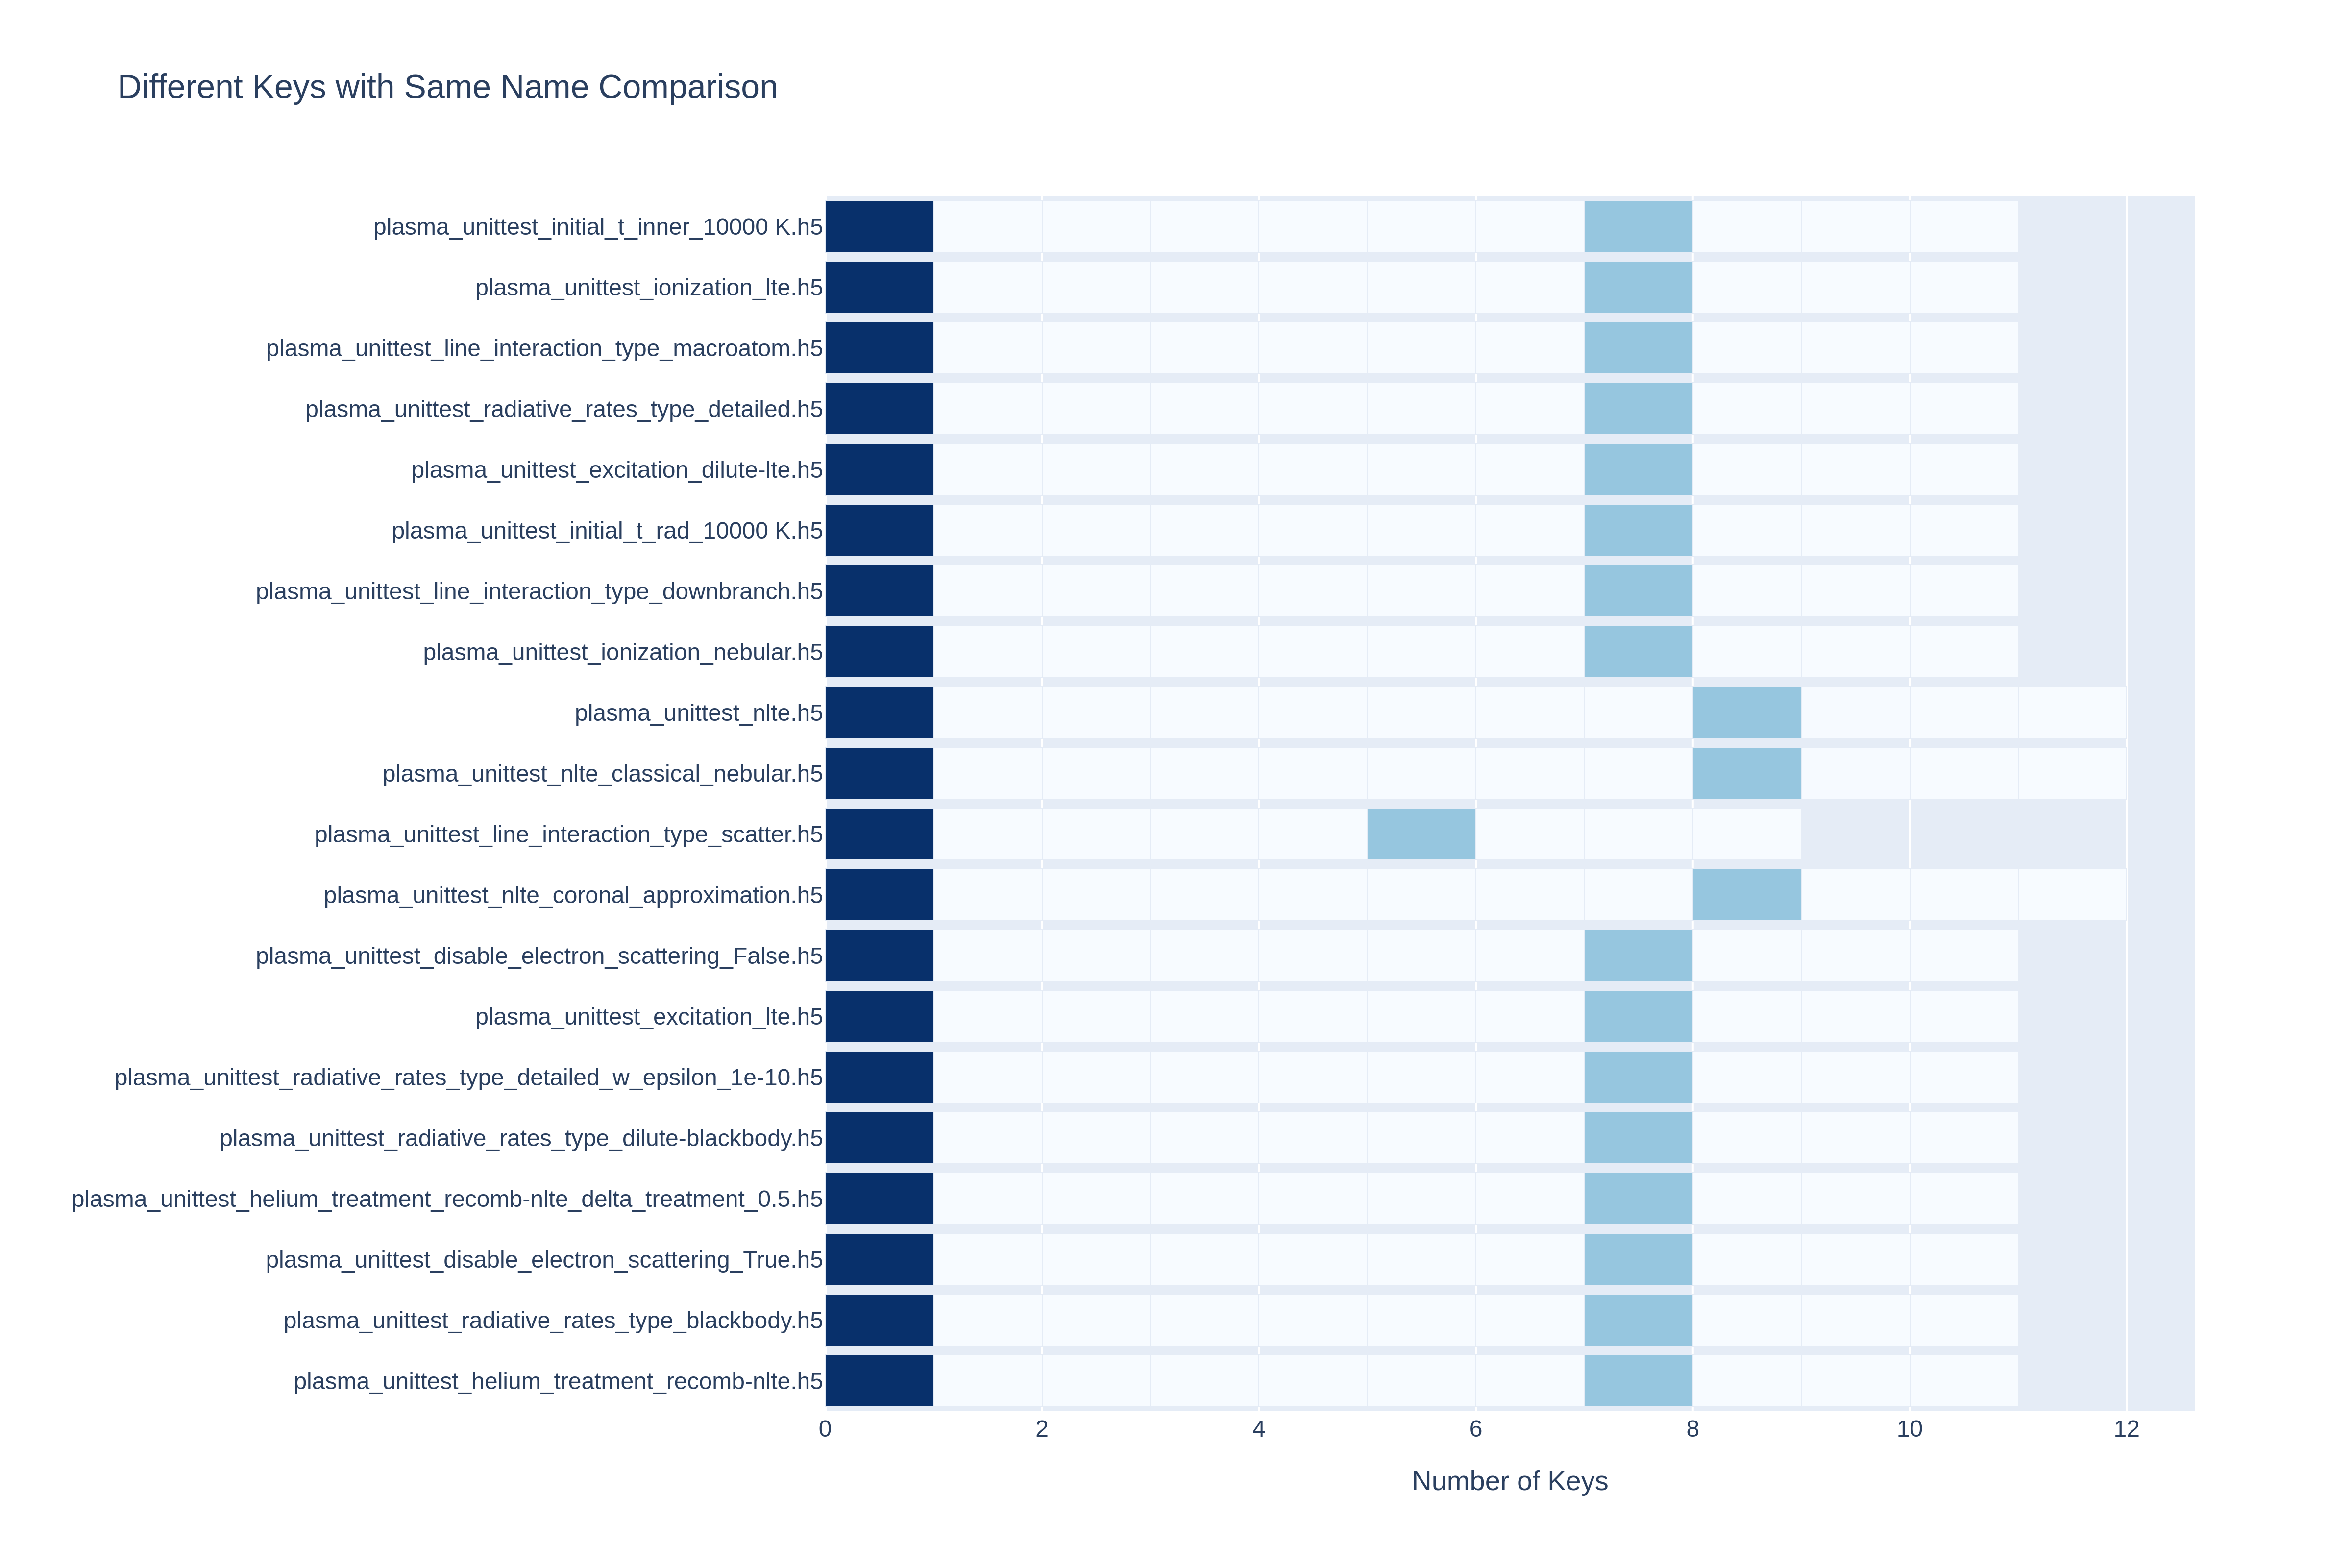 Different Keys with Same Name Comparison
plasma_unittest_initial_t_inner_10000 K.h5
plasma_unittest_ionization_lte.h5
plasma_unittest_line_interaction_type_macroatom.h5
plasma_unittest_radiative_rates_type_detailed.h5
plasma_unittest_excitation_dilute-lte.h5
plasma_unittest_initial_t_rad_10000 K.h5
plasma_unittest_line_interaction_type_downbranch.h5
plasma_unittest_ionization_nebular.h5
plasma_unittest_nlte.h5
plasma_unittest_nlte_classical_nebular.h5
plasma_unittest_line_interaction_type_scatter.h5
plasma_unittest_nlte_coronal_approximation.h5
plasma_unittest_disable_electron_scattering_False.h5
plasma_unittest_excitation_lte.h5
plasma_unittest_radiative_rates_type_detailed_w_epsilon_1e-10.h5
plasma_unittest_radiative_rates_type_dilute-blackbody.h5
plasma_unittest_helium_treatment_recomb-nlte_delta_treatment_0.5.h5
plasma_unittest_disable_electron_scattering_True.h5
plasma_unittest_radiative_rates_type_blackbody.h5
plasma_unittest_helium_treatment_recomb-nlte.h5
0 2 4 6 8 10 12
Number of Keys